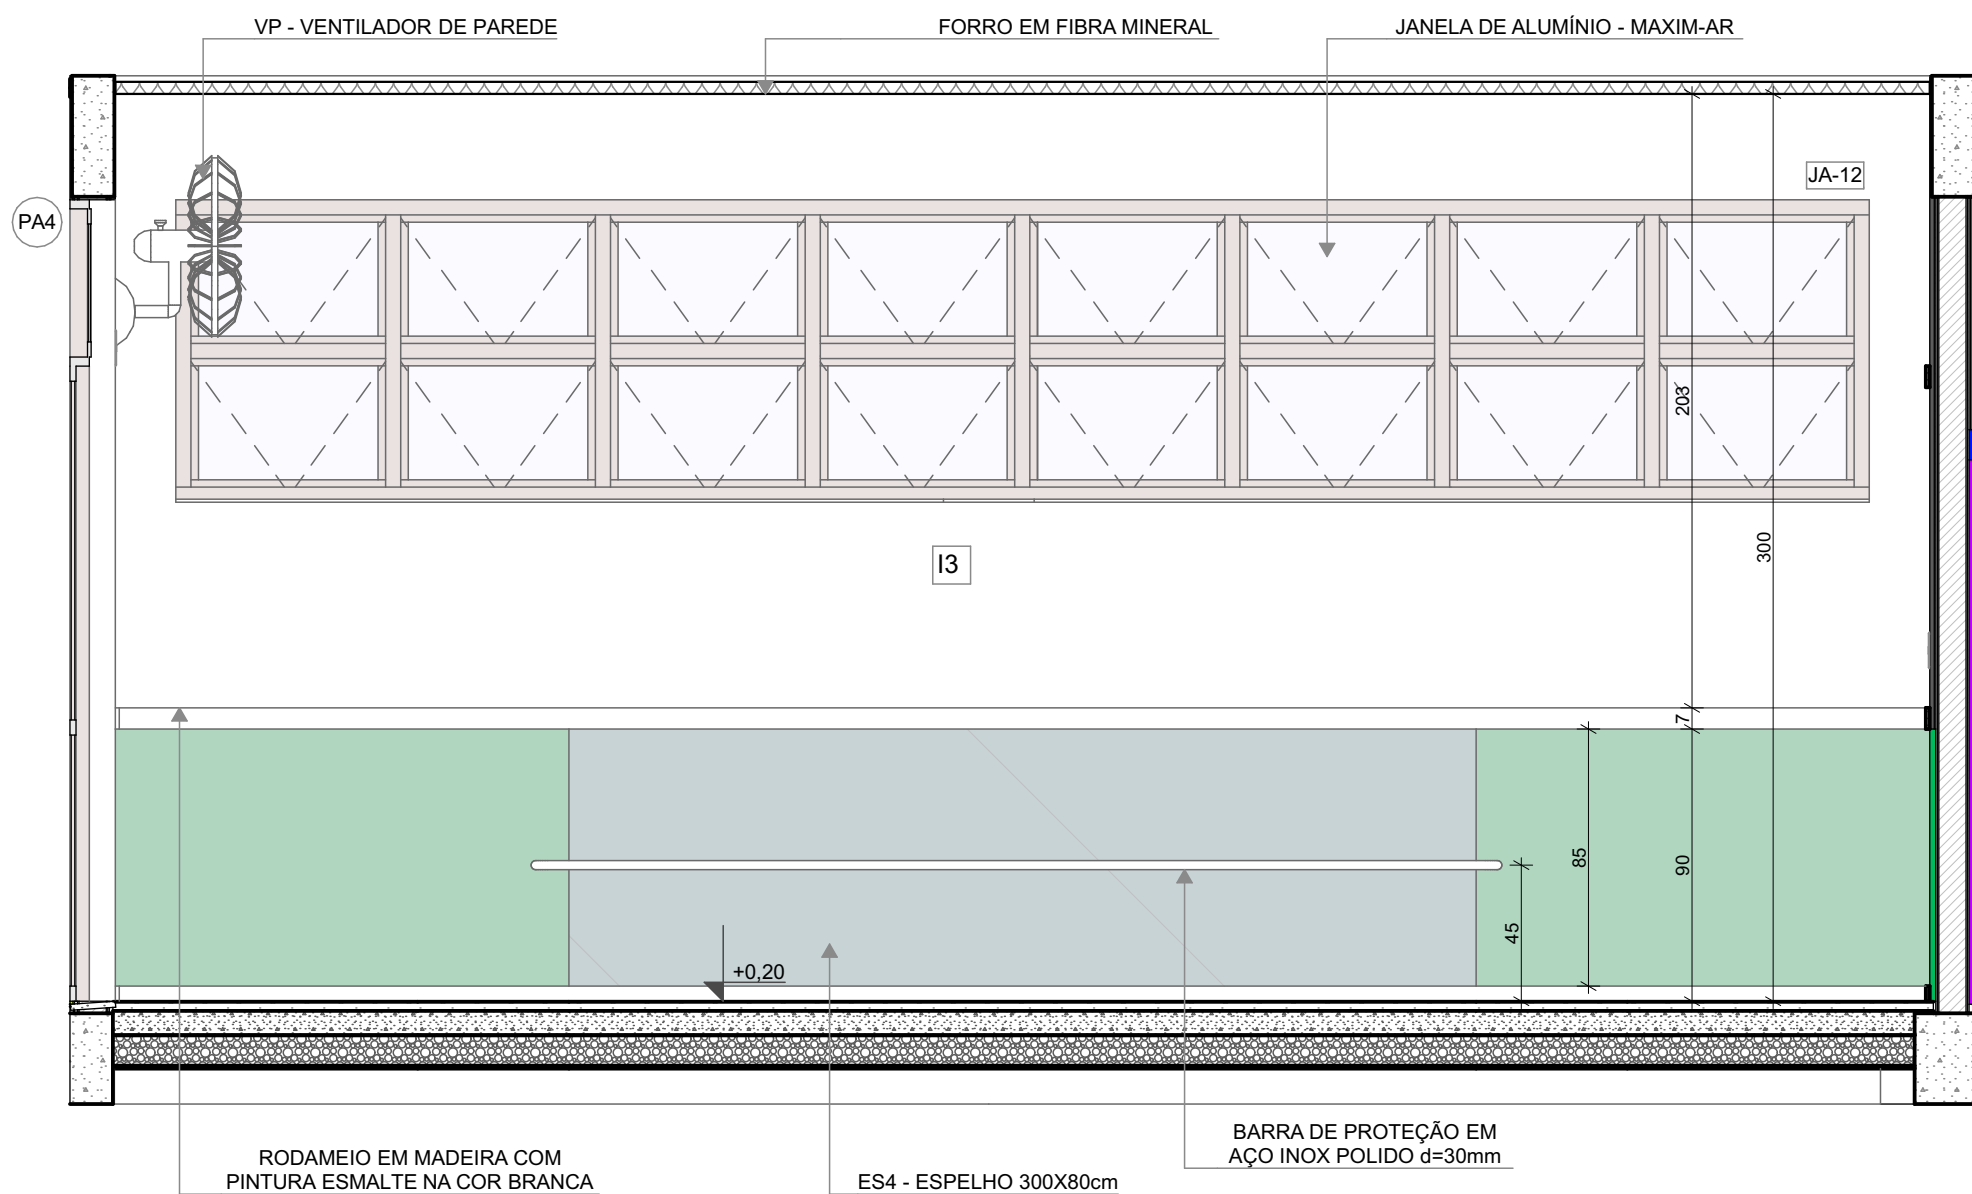 VP - VENTILADOR DE PAREDE
FORRO EM FIBRA MINERAL
JANELA DE ALUMÍNIO - MAXIM-AR
JA-12
PA4
203
300
I3
7
85
90
45
+0,20
RODAMEIO EM MADEIRA COM
PINTURA ESMALTE NA COR BRANCA
ES4 - ESPELHO 300X80cm
BARRA DE PROTEÇÃO EM
AÇO INOX POLIDO d=30mm